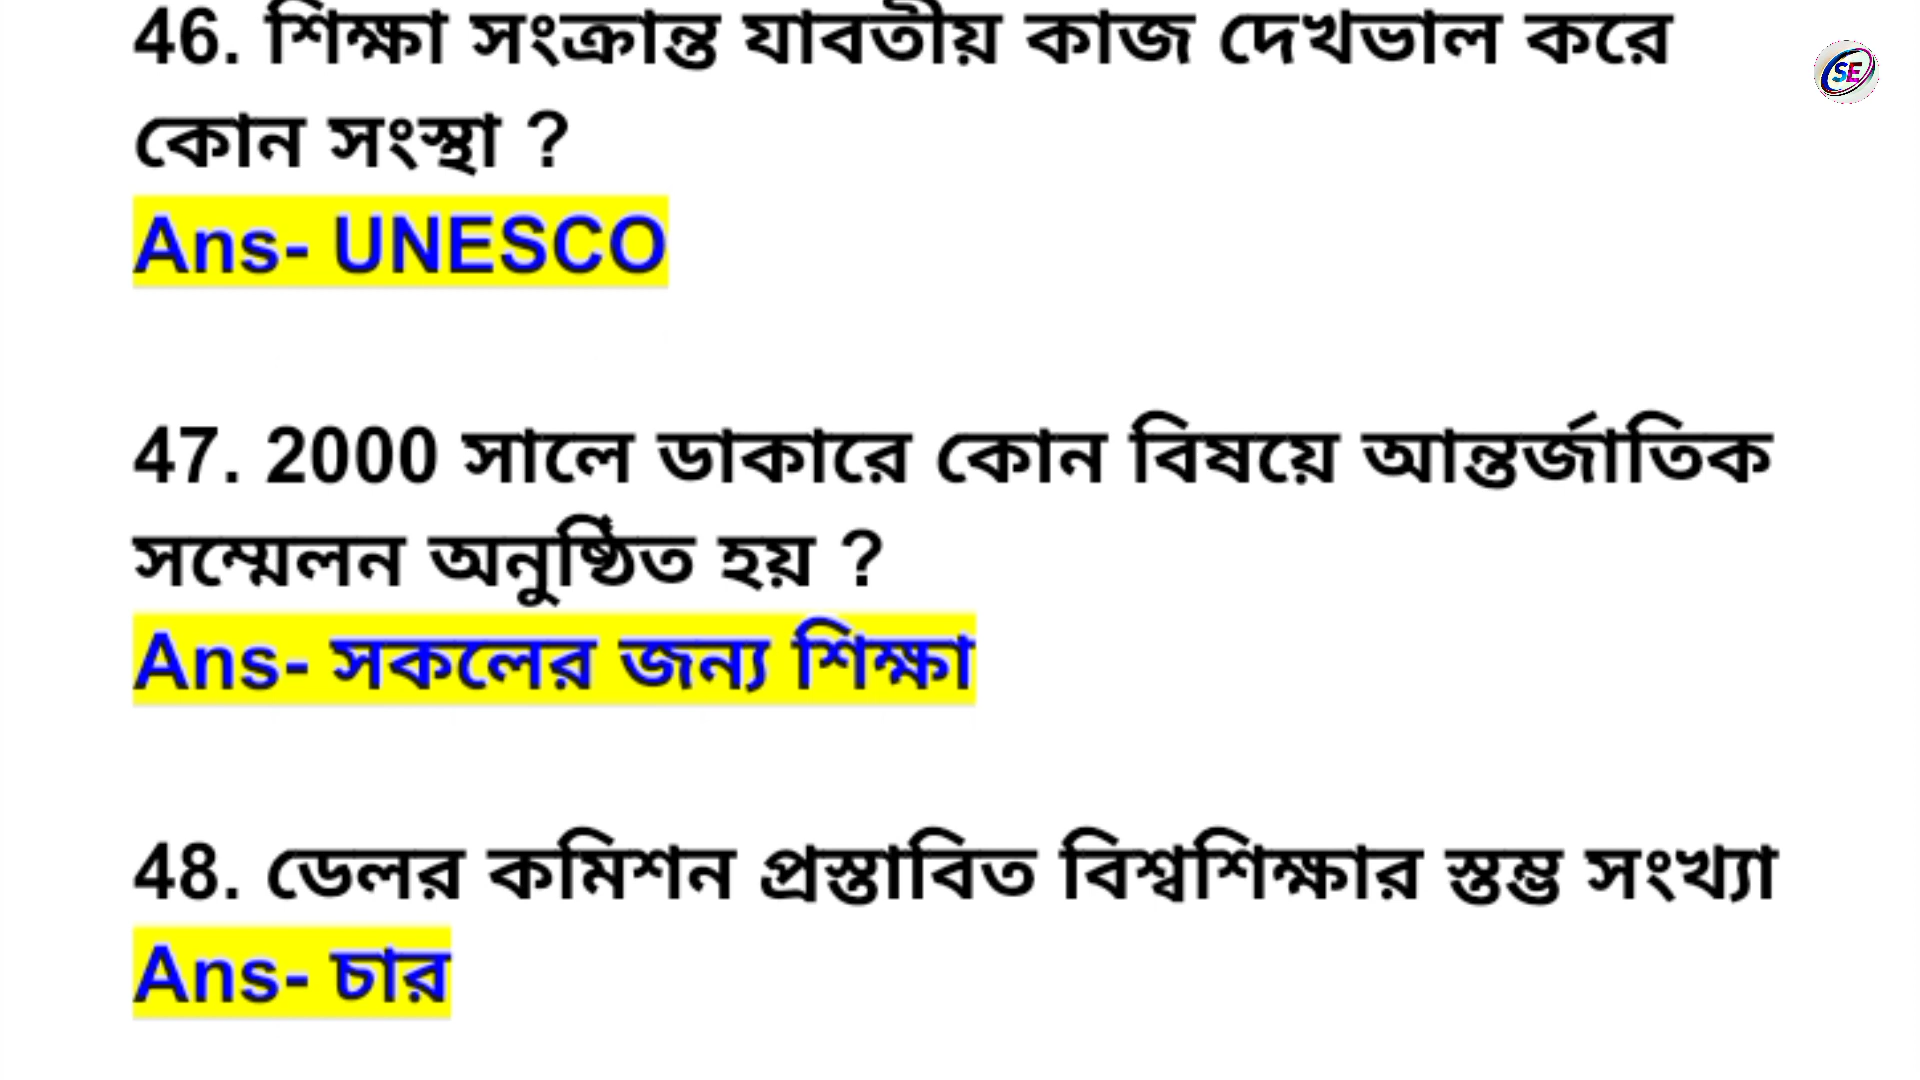 46. শিক্ষা সংক্রান্ত যাবতীয় কাজ দেখভাল করে
কোন সংস্থা ?
Ans- UNESCO
47. 2000 সালে ডাকারে কোন বিষয়ে আন্তর্জাতিক
সম্মেলন অনুষ্ঠিত হয় ?
Ans- সকলের জন্য শিক্ষা
48. ডেলর কমিশন প্রস্তাবিত বিশ্বশিক্ষার স্তম্ভ সংখ্যা
Ans- চার
SE